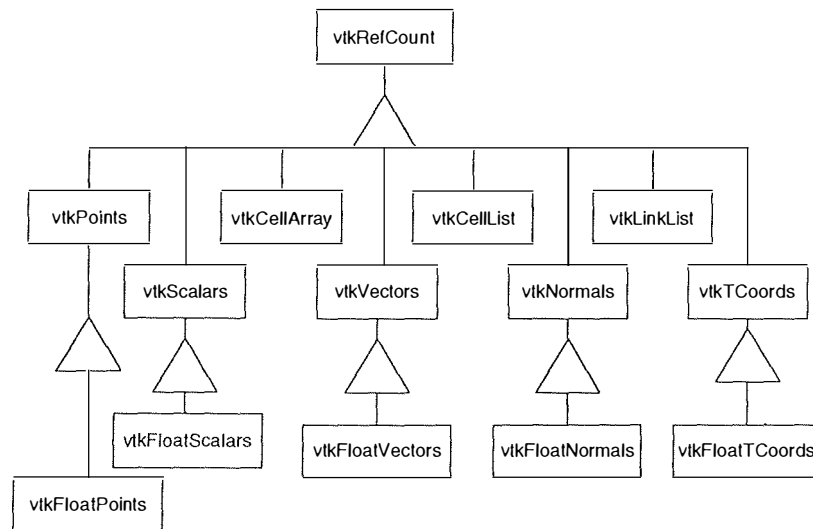 vtkRefCount
vtkPoints
vtkCellArray
vtkCellList
vtkLinkList
vtkScalars
vtkVectors
vtkNormals
vtkTCoords
vtkFloatScalars
vtkFloatVectors
vtkFloatNormals
vtkFloatTCoords
vtkFloatPoints